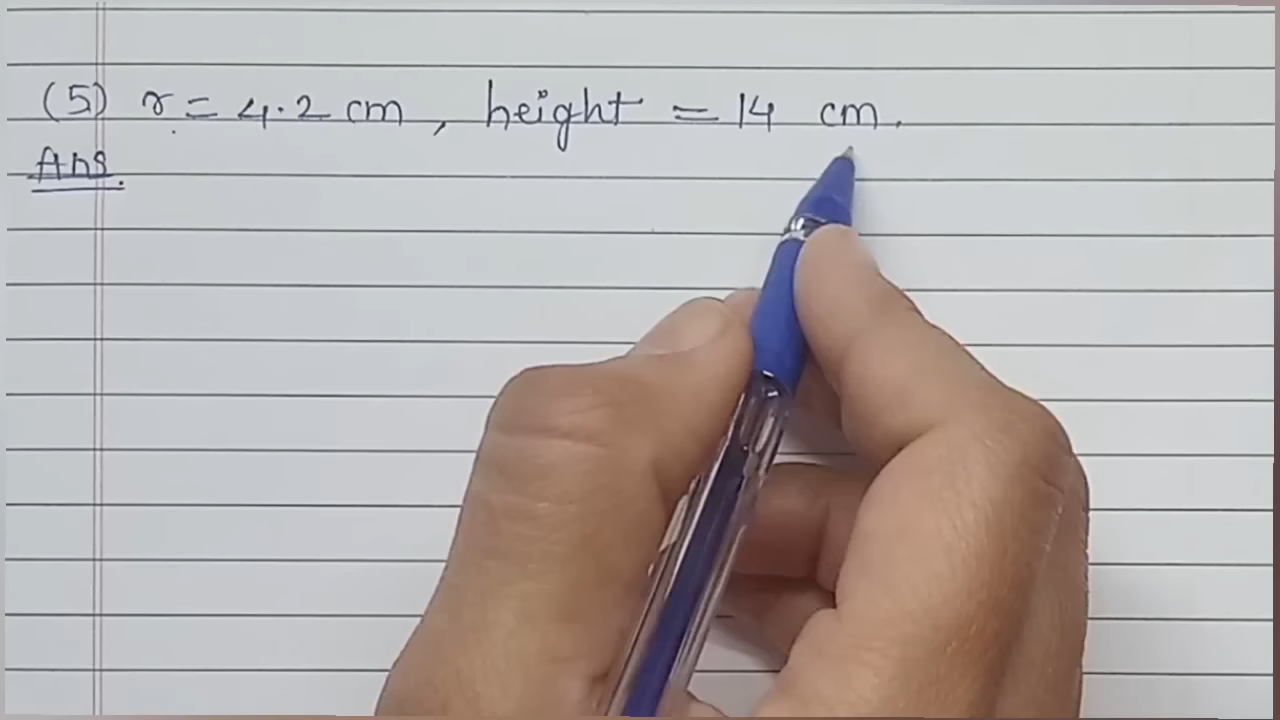 (5) r = 4.2 cm, height = 14 cm.
Ans.